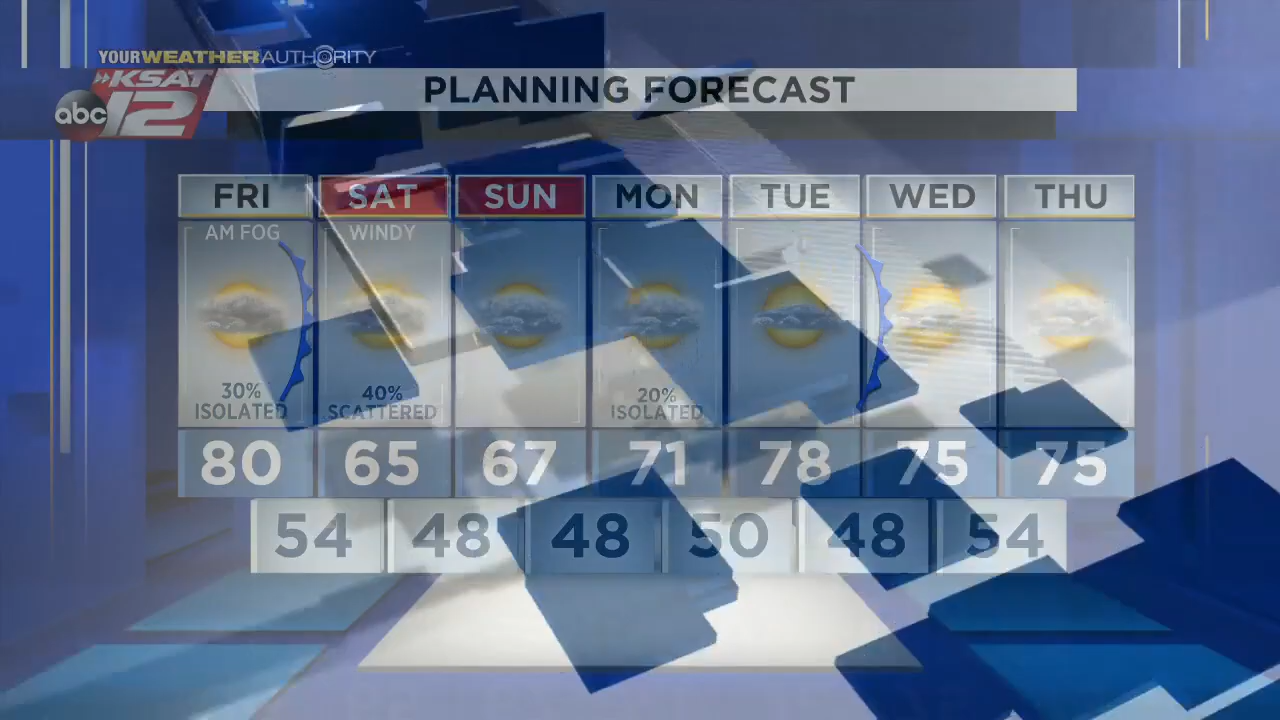 YOURWEATHERAUTHORITY
KSAT
abc 12
PLANNING FORECAST
FRI SAT SUN MON TUE WED THU
AM FOG WINDY
30% 40% 20%
ISOLATED SCATTERED ISOLATED
80 65 67 71 78 75 75
54 48 48 50 48 54